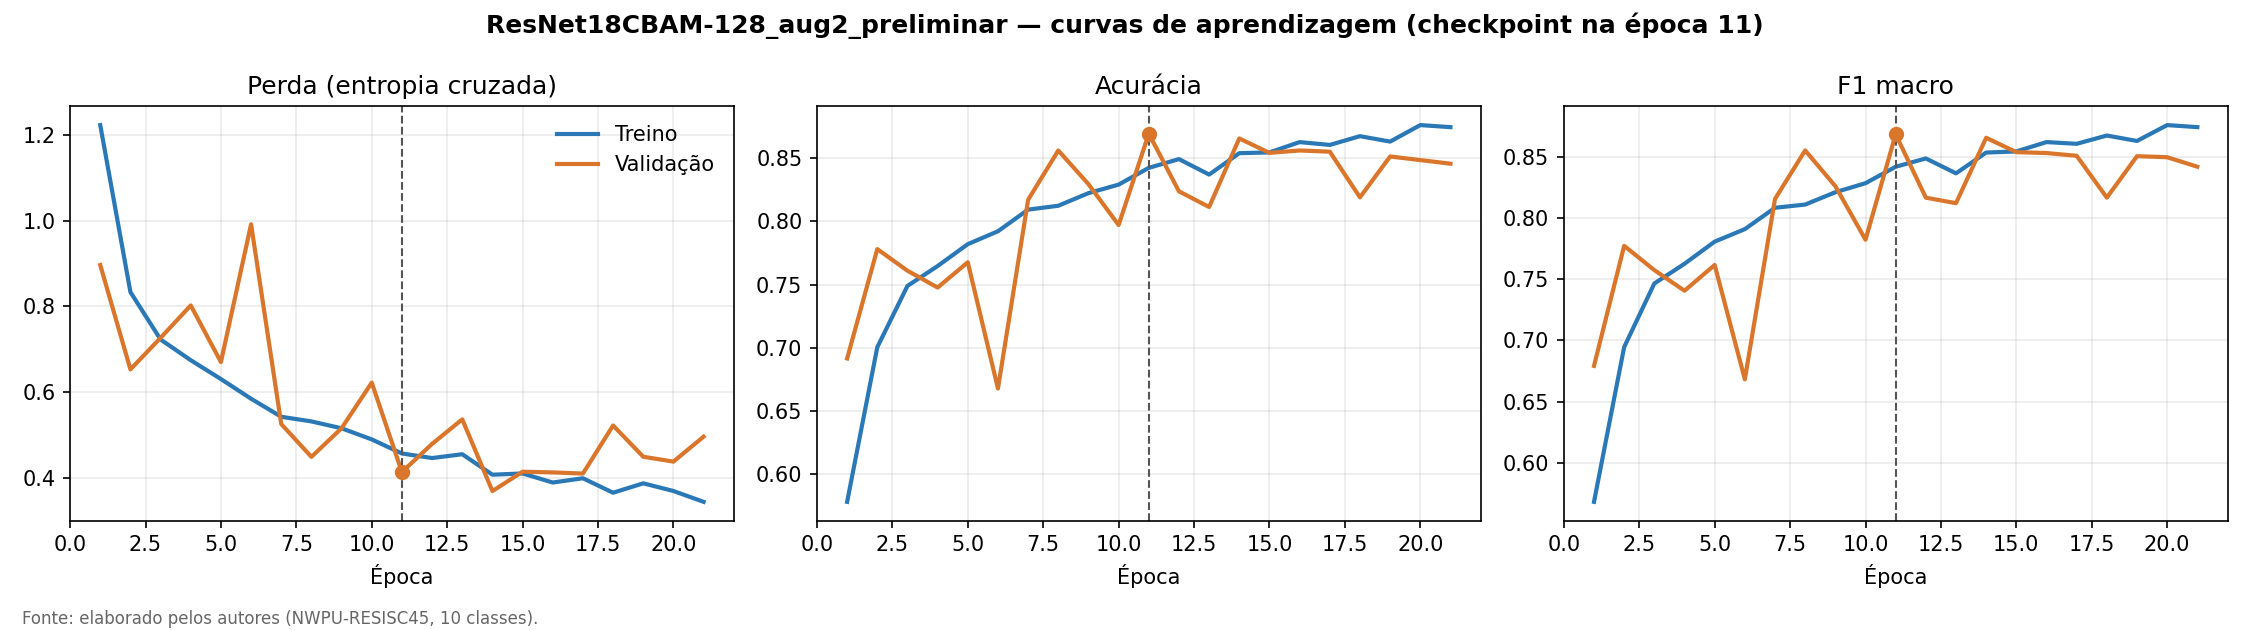 ResNet18CBAM-128_aug2_preliminar — curvas de aprendizagem (checkpoint na época 11)
Perda (entropia cruzada)
Treino
Validação
1.2
1.0
0.8
0.6
0.4
0.0 2.5 5.0 7.5 10.0 12.5 15.0 17.5 20.0
Época
Acurácia
0.85
0.80
0.75
0.70
0.65
0.60
0.0 2.5 5.0 7.5 10.0 12.5 15.0 17.5 20.0
Época
F1 macro
0.85
0.80
0.75
0.70
0.65
0.60
0.0 2.5 5.0 7.5 10.0 12.5 15.0 17.5 20.0
Época
Fonte: elaborado pelos autores (NWPU-RESISC45, 10 classes).